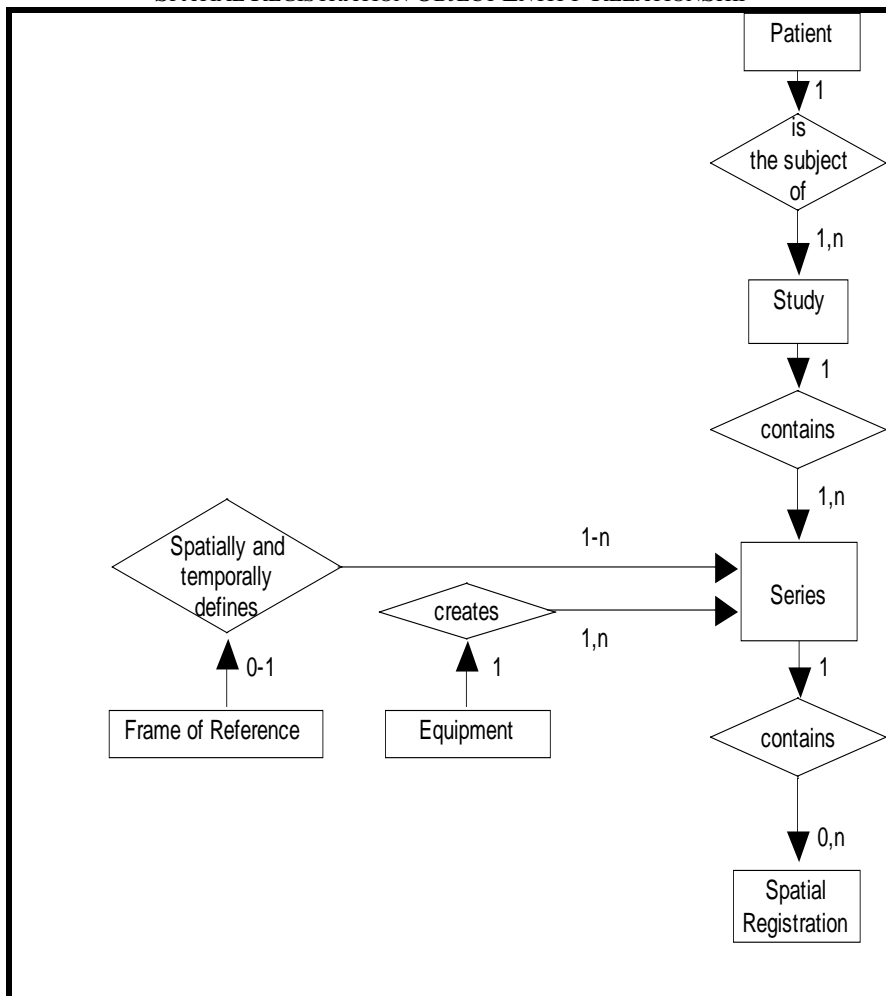 Patient
1
is
the subject
of
1,n
Study
1
contains
1,n
Spatially and
temporally
defines
1-n
creates
1,n
Series
0-1
1
1
Frame of Reference
Equipment
contains
0,n
Spatial
Registration